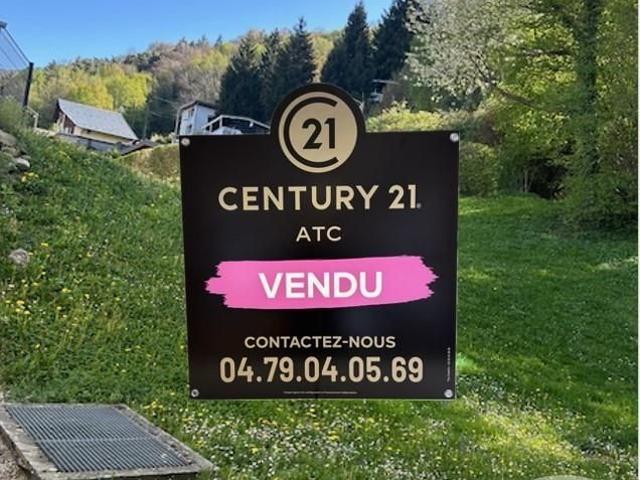 21
CENTURY 21®
ATC
VENDU
CONTACTEZ-NOUS
04.79.04.05.69